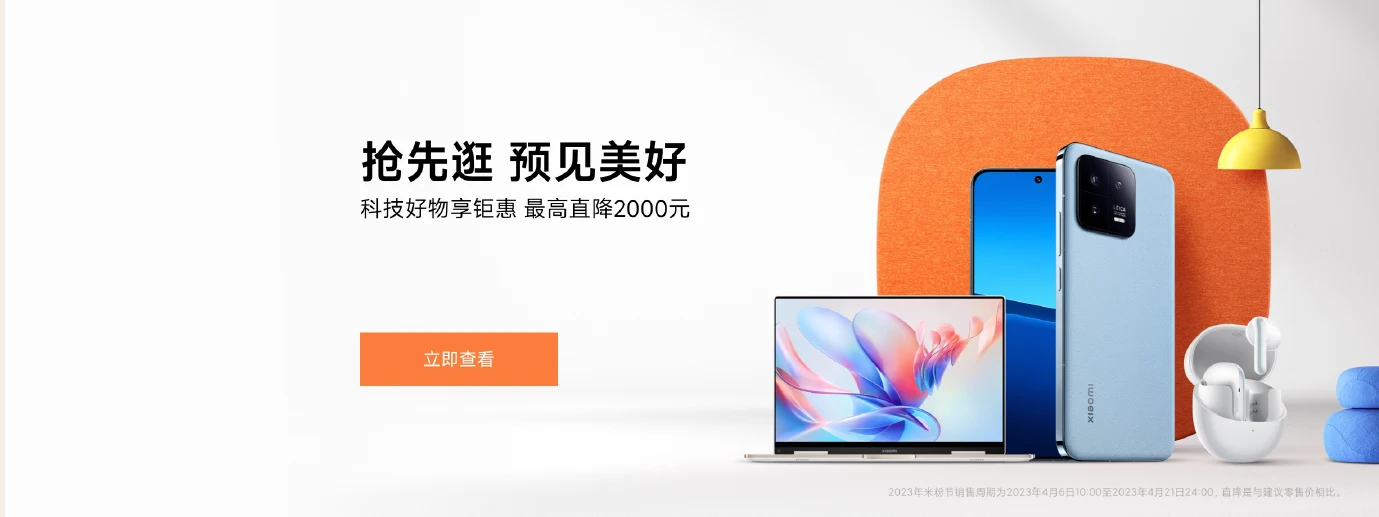 抢先逛 预见美好
科技好物享钜惠 最高直降2000元
立即查看
LEICA
xiaomi
2023年米粉节销售周期为2023年4月6日10:00至2023年4月21日24:00，直降是与建议零售价相比。